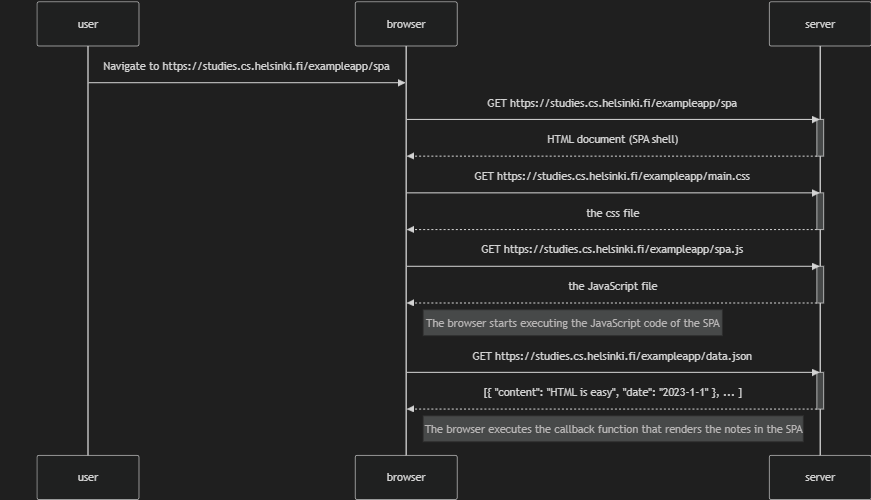 user browser server
Navigate to https://studies.cs.helsinki.fi/exampleapp/spa
GET https://studies.cs.helsinki.fi/exampleapp/spa
HTML document (SPA shell)
GET https://studies.cs.helsinki.fi/exampleapp/main.css
the css file
GET https://studies.cs.helsinki.fi/exampleapp/spa.js
the JavaScript file
The browser starts executing the JavaScript code of the SPA
GET https://studies.cs.helsinki.fi/exampleapp/data.json
[{ "content": "HTML is easy", "date": "2023-1-1" }, ... ]
The browser executes the callback function that renders the notes in the SPA
user browser server